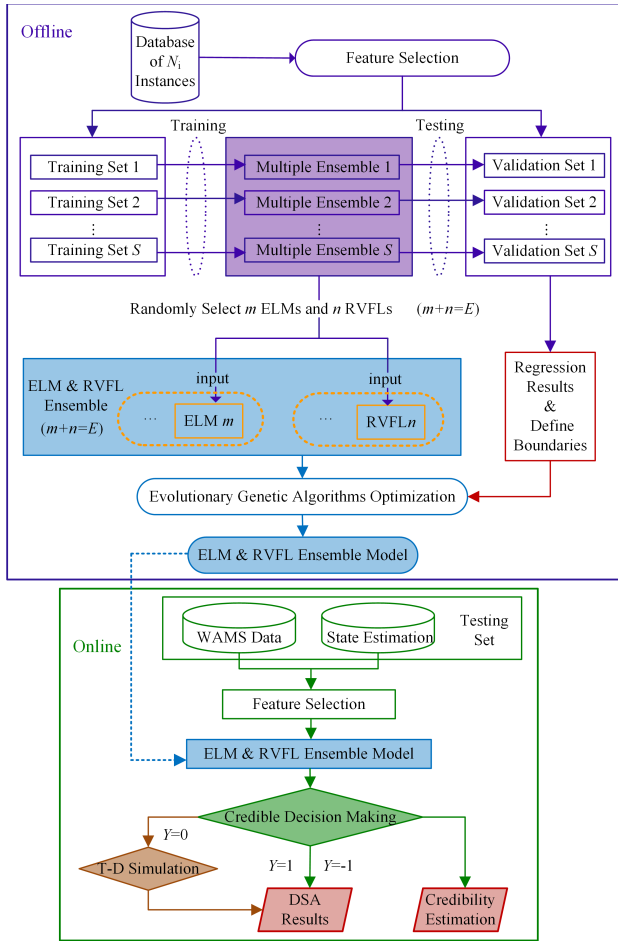 Offline
Database
of Ni
Instances
Feature Selection
Training
Testing
Training Set 1
Training Set 2
⋮
Training Set S
Multiple Ensemble 1
Multiple Ensemble 2
⋮
Multiple Ensemble S
Validation Set 1
Validation Set 2
⋮
Validation Set S
Randomly Select m ELMs and n RVFLs (m+n=E)
ELM & RVFL
Ensemble
(m+n=E)
input
input
... ELM m
... RVFLn
Regression
Results
&
Define
Boundaries
Evolutionary Genetic Algorithms Optimization
ELM & RVFL Ensemble Model
Online
WAMS Data
State Estimation
Testing
Set
Feature Selection
ELM & RVFL Ensemble Model
Credible Decision Making
Y=0
Y=1
Y=-1
T-D Simulation
DSA
Results
Credibility
Estimation